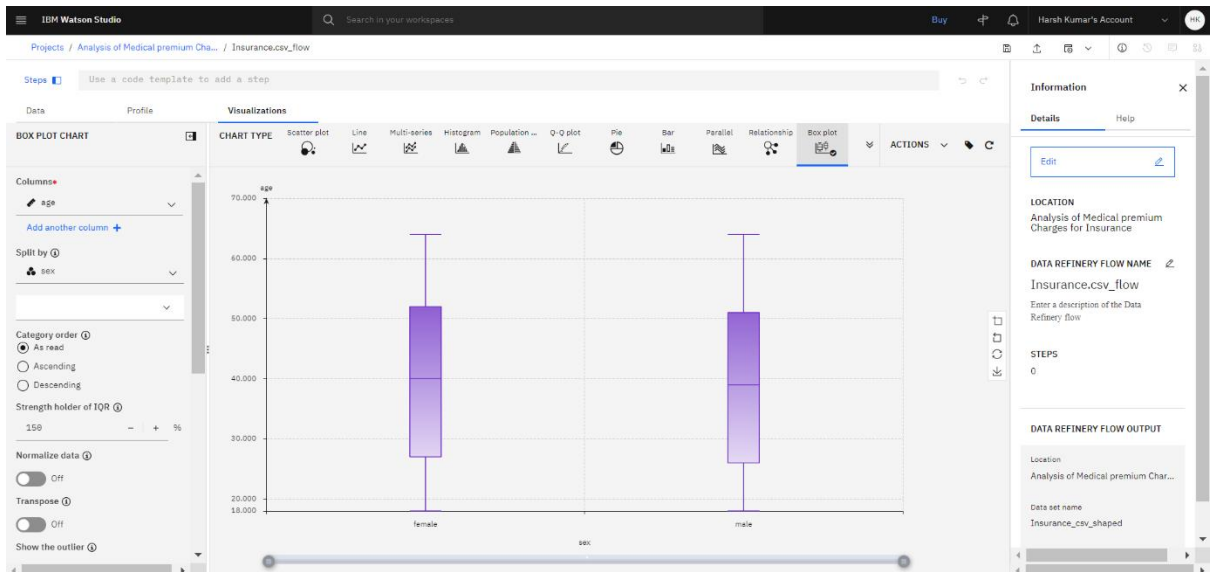 IBM Watson Studio
Search in your workspaces
Buy
Harsh Kumar's Account
HK
Projects / Analysis of Medical premium Cha... / Insurance.csv_flow
Steps
Use a code template to add a step
Data
Profile
Visualizations
BOX PLOT CHART
Columns
age
Add another column +
Split by
sex
Category order
As read
Ascending
Descending
Strength holder of IQR
150
- + %
Normalize data
Off
Transpose
Off
Show the outlier
CHART TYPE
Scatter plot
Line
Multi-series
Histogram
Population ...
Q-Q plot
Pie
Bar
Parallel
Relationship
Box plot
ACTIONS
age
70.000
60.000
50.000
40.000
30.000
20.000
18.000
female
male
sex
Information
Details
Help
Edit
LOCATION
Analysis of Medical premium
Charges for Insurance
DATA REFINERY FLOW NAME
Insurance.csv_flow
Enter a description of the Data
Refinery flow
STEPS
0
DATA REFINERY FLOW OUTPUT
Location
Analysis of Medical premium Char...
Data set name
Insurance_csv_shaped